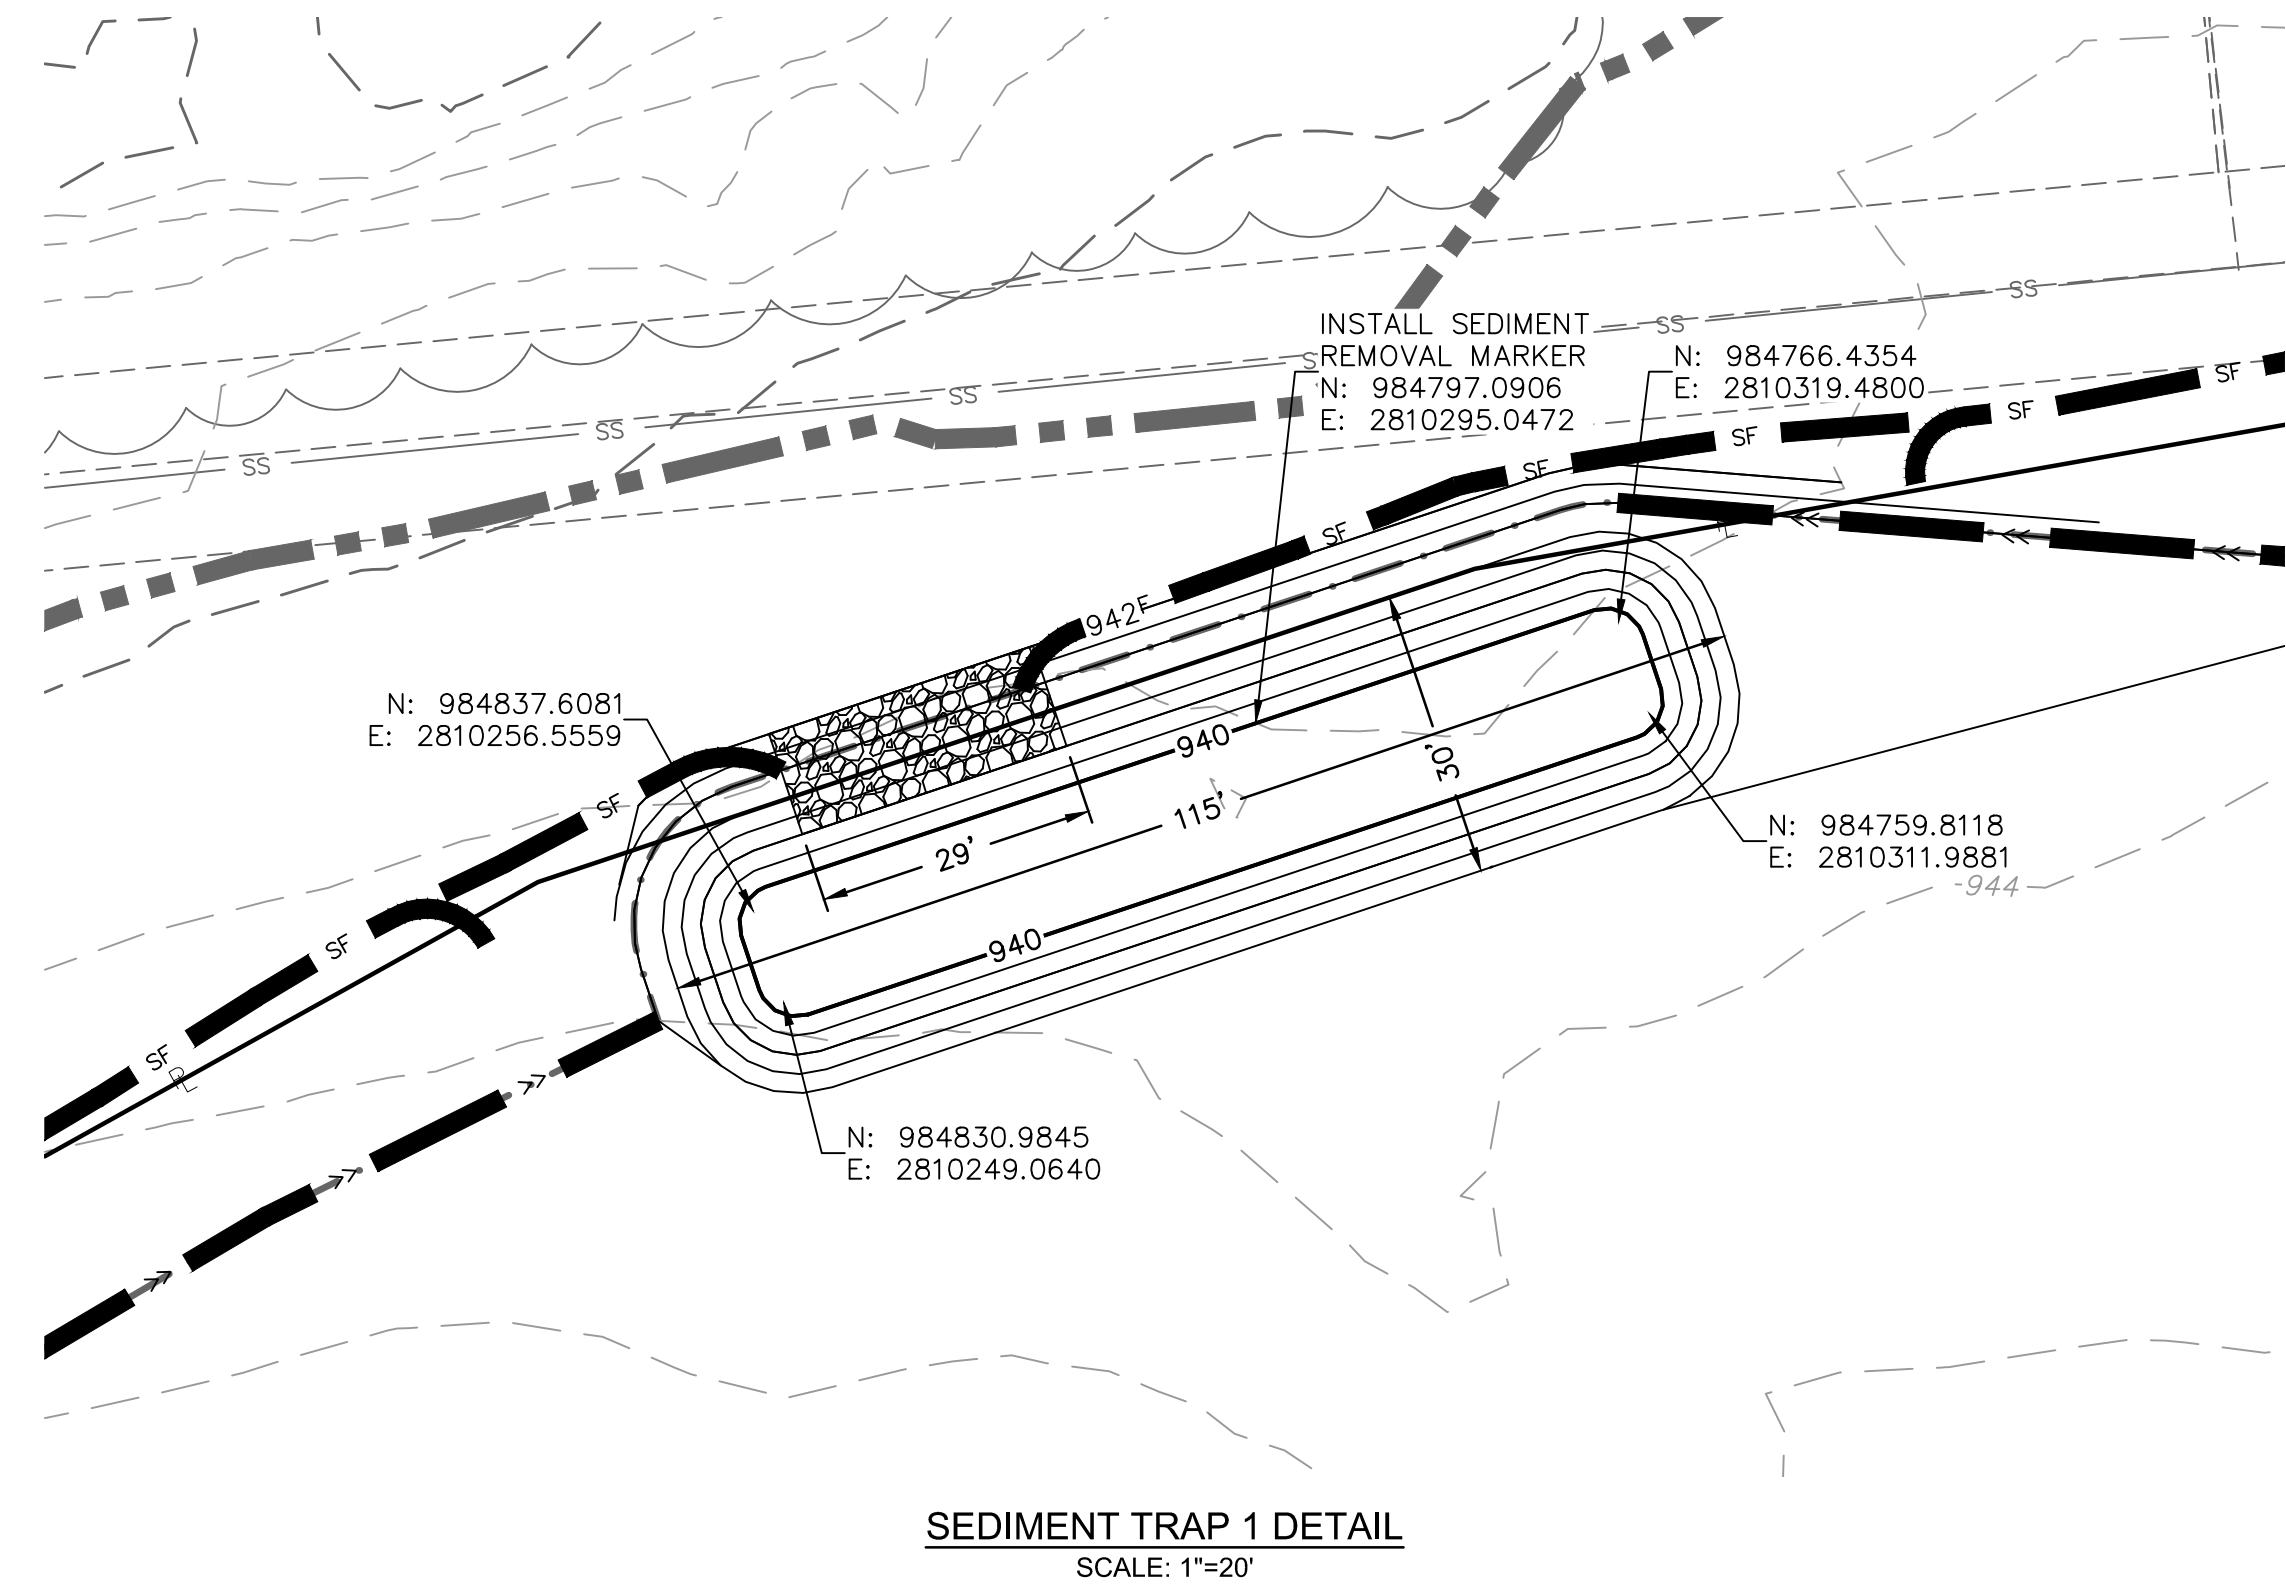 INSTALL SEDIMENT
REMOVAL MARKER
N: 984797.0906
E: 2810295.0472
N: 984766.4354
E: 2810319.4800
SS
SS
SS
SS
SS
S
SF
SF
SF
SF
SF
942F
N: 984837.6081
E: 2810256.5559
SF
SF
SF
PL
940
30'
115'
29'
940
N: 984759.8118
E: 2810311.9881
-944
N: 984830.9845
E: 2810249.0640
SEDIMENT TRAP 1 DETAIL
SCALE: 1"=20'